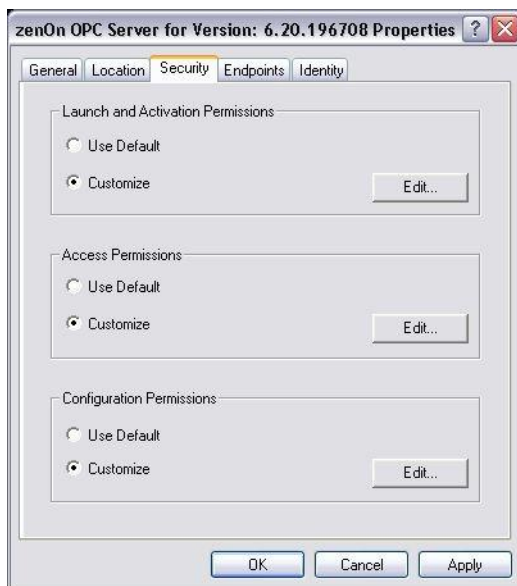 zenOn OPC Server for Version: 6.20.196708 Properties
General Location Security Endpoints Identity
Launch and Activation Permissions
Use Default
Customize
Edit...
Access Permissions
Use Default
Customize
Edit...
Configuration Permissions
Use Default
Customize
Edit...
OK Cancel Apply